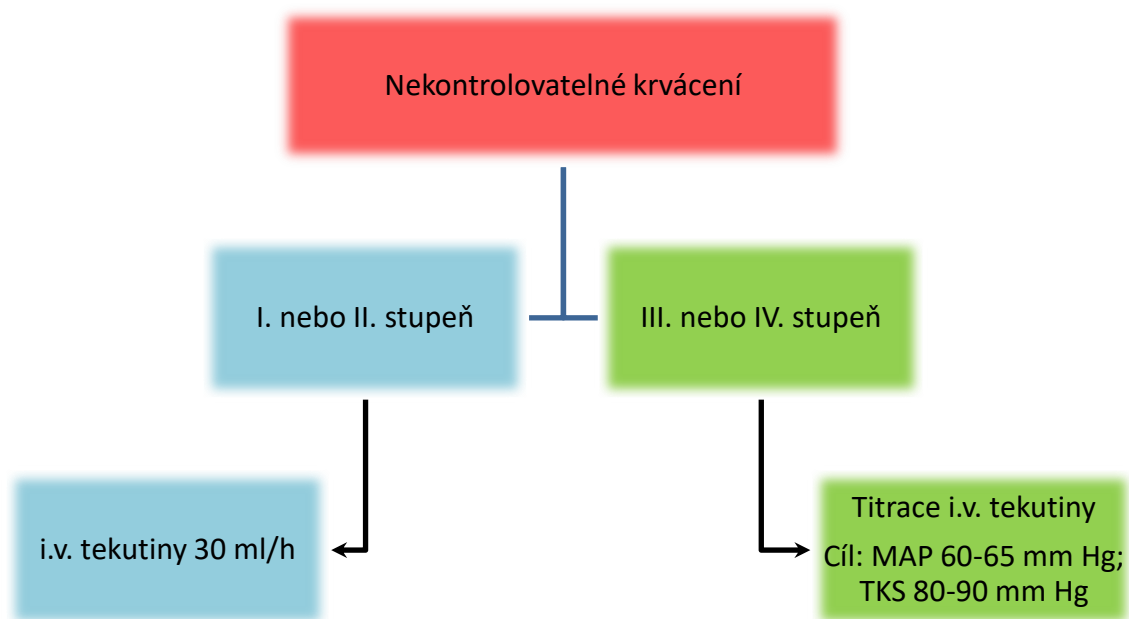 Nekontrolovatelné krvácení
I. nebo II. stupeň
III. nebo IV. stupeň
i.v. tekutiny 30 ml/h
Titrace i.v. tekutiny
Cíl: MAP 60-65 mm Hg;
TKS 80-90 mm Hg